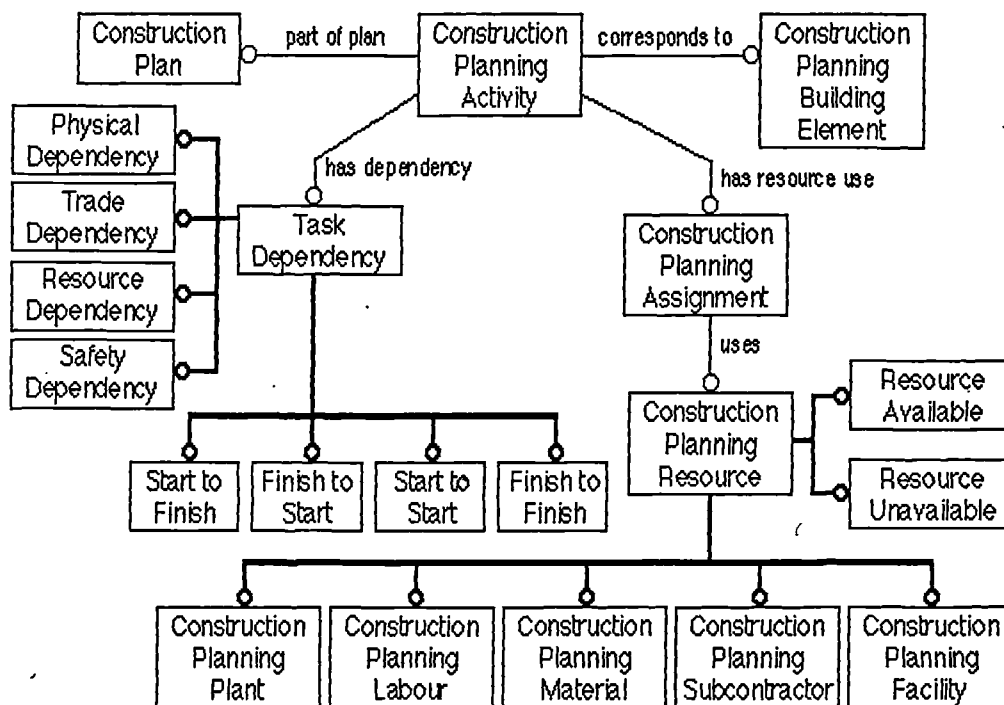 Construction
Plan
part of plan
Construction
Planning
Activity
corresponds to
Construction
Planning
Building
Element
Physical
Dependency
Trade
Dependency
Resource
Dependency
Safety
Dependency
has dependency
Task
Dependency
has resource use
Construction
Planning
Assignment
uses
Construction
Planning
Resource
Resource
Available
Resource
Unavailable
Start to
Finish
Finish to
Start
Start to
Start
Finish to
Finish
Construction
Planning
Plant
Construction
Planning
Labour
Construction
Planning
Material
Construction
Planning
Subcontractor
Construction
Planning
Facility